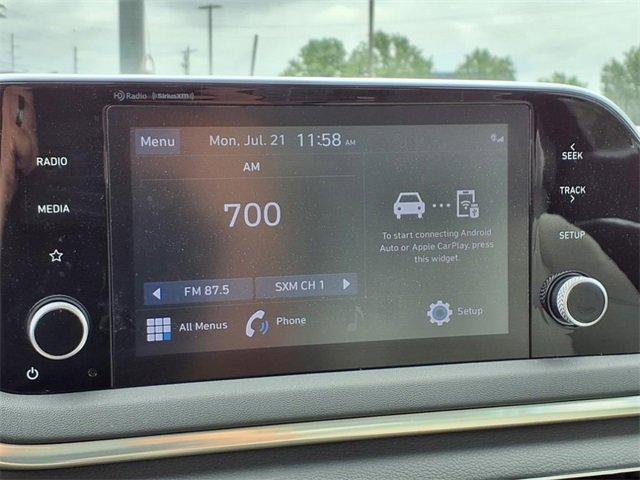 HD Radio ((SiriusXM))
Menu Mon, Jul. 21 11:58 AM
AM
700
FM 87.5 SXM CH 1
All Menus Phone
To start connecting Android
Auto or Apple CarPlay, press
this widget.
Setup
RADIO
MEDIA
SEEK
TRACK
SETUP